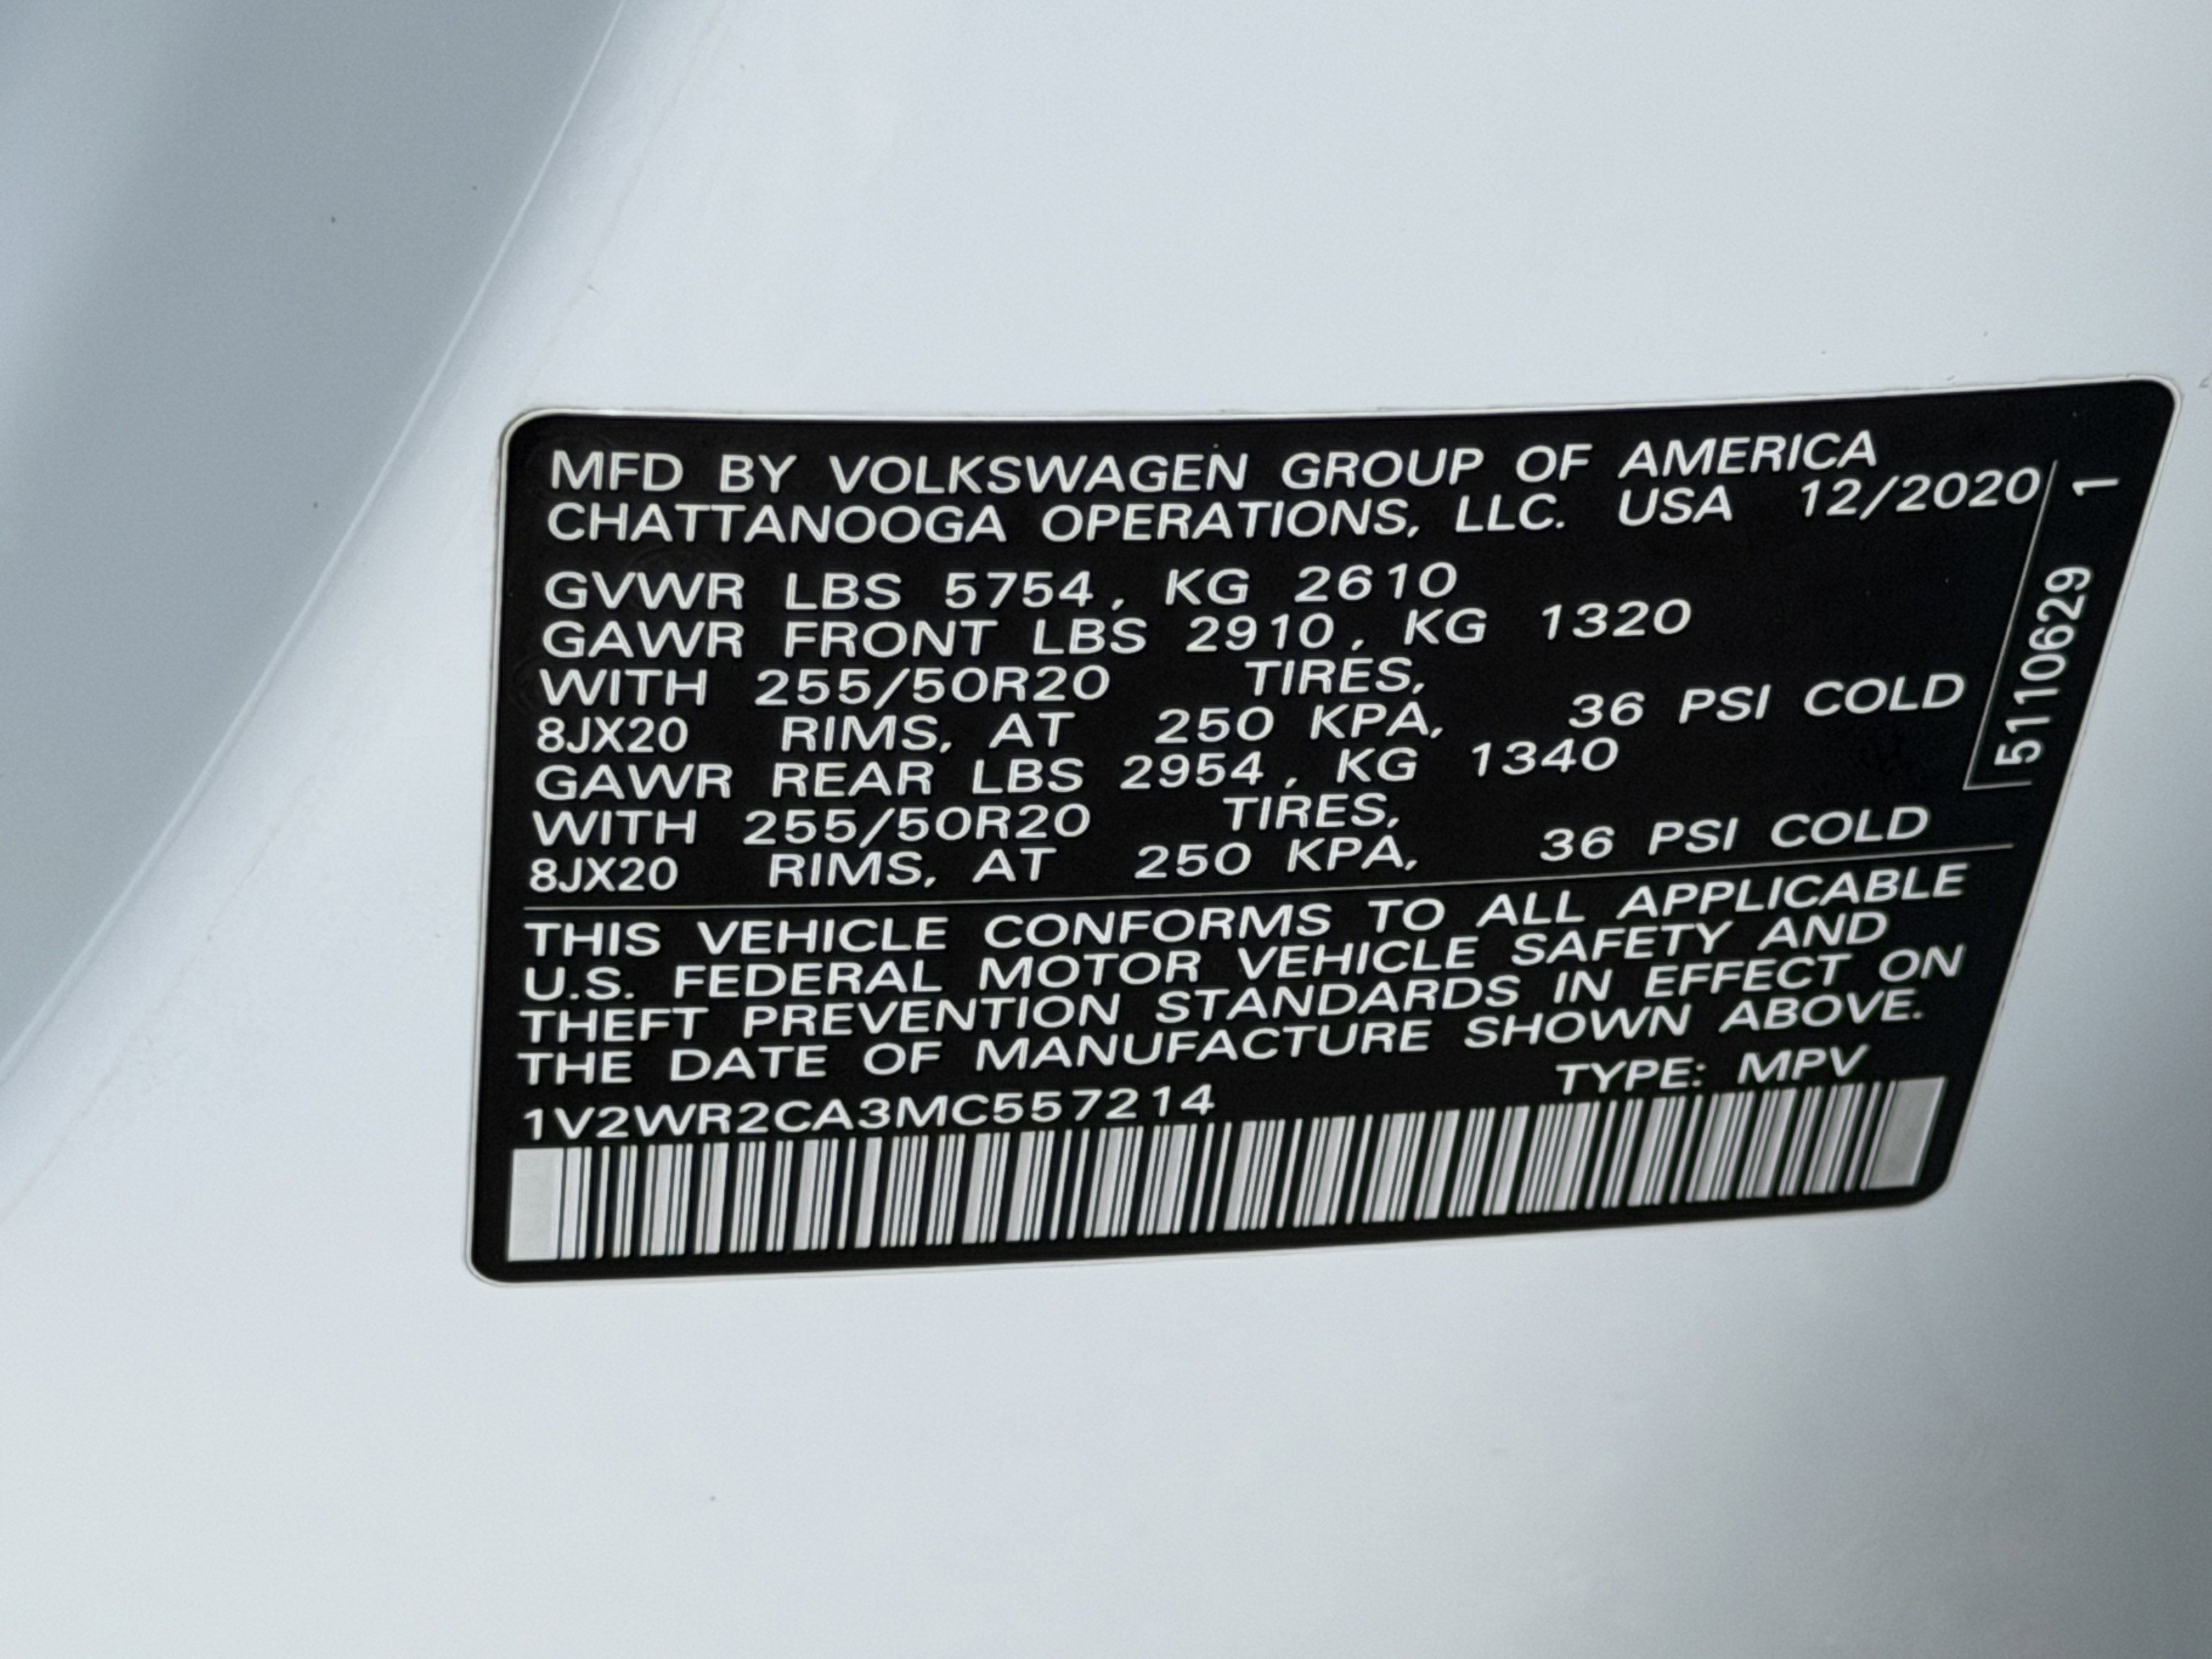 MFD BY VOLKSWAGEN GROUP OF AMERICA
CHATTANOOGA OPERATIONS, LLC. USA 12/2020
GVWR LBS 5754, KG 2610
GAWR FRONT LBS 2910, KG 1320
WITH 255/50R20 TIRES,
8JX20 RIMS, AT 250 KPA, 36 PSI COLD
GAWR REAR LBS 2954, KG 1340
WITH 255/50R20 TIRES,
8JX20 RIMS, AT 250 KPA, 36 PSI COLD
THIS VEHICLE CONFORMS TO ALL APPLICABLE
U.S. FEDERAL MOTOR VEHICLE SAFETY AND
THEFT PREVENTION STANDARDS IN EFFECT ON
THE DATE OF MANUFACTURE SHOWN ABOVE.
1V2WR2CA3MC557214 TYPE: MPV
5110629 1